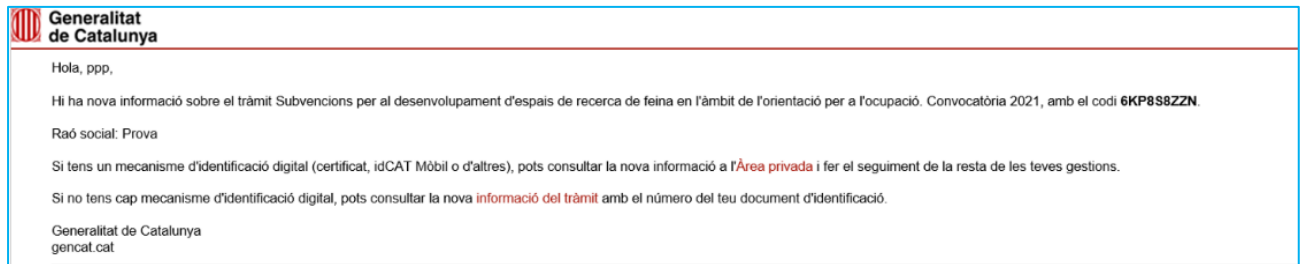 Generalitat
de Catalunya
Hola, ppp,
Hi ha nova informació sobre el tràmit Subvencions per al desenvolupament d'espais de recerca de feina en l'àmbit de l'orientació per a l'ocupació. Convocatòria 2021, amb el codi 6KP8S8ZZN.
Raó social: Prova
Si tens un mecanisme d'identificació digital (certificat, idCAT Mòbil o d'altres), pots consultar la nova informació a l'Àrea privada i fer el seguiment de la resta de les teves gestions.
Si no tens cap mecanisme d'identificació digital, pots consultar la nova informació del tràmit amb el número del teu document d'identificació.
Generalitat de Catalunya
gencat.cat